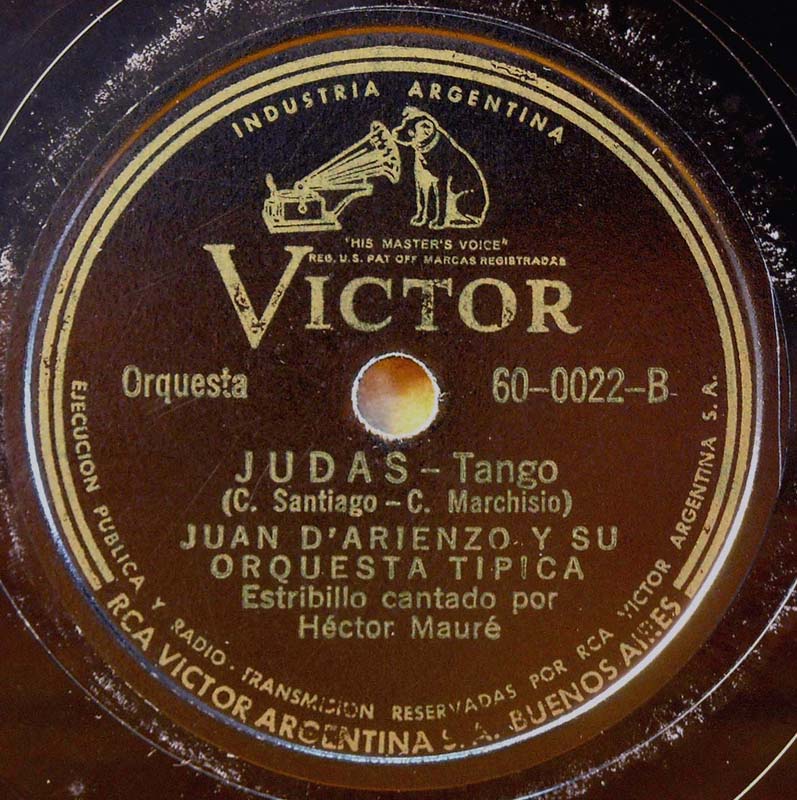 INDUSTRIA ARGENTINA
"HIS MASTER'S VOICE"
REG. U.S. PAT OFF MARCAS REGISTRADAS
VICTOR
Orquesta
60-0022-B
JUDAS - Tango
(C. Santiago - C. Marchisio)
JUAN D'ARIENZO Y SU
ORQUESTA TIPICA
Estribillo cantado por
Héctor Mauré
EJECUCION PUBLICA Y RADIO-TRANSMISION RESERVADAS POR RCA VICTOR ARGENTINA S. A.
RCA VICTOR ARGENTINA S. A. BUENOS AIRES